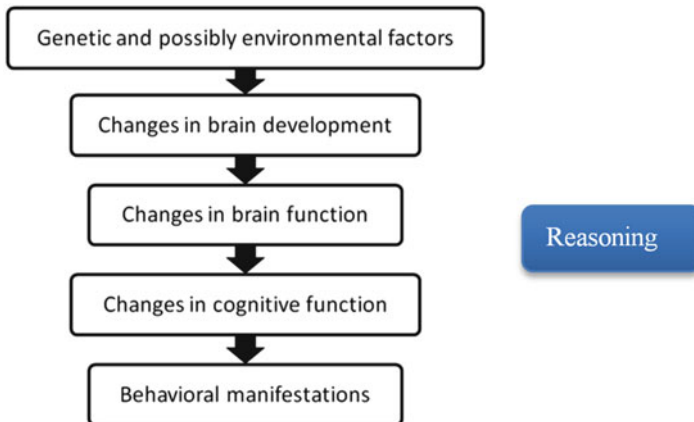 Genetic and possibly environmental factors
Changes in brain development
Changes in brain function
Reasoning
Changes in cognitive function
Behavioral manifestations